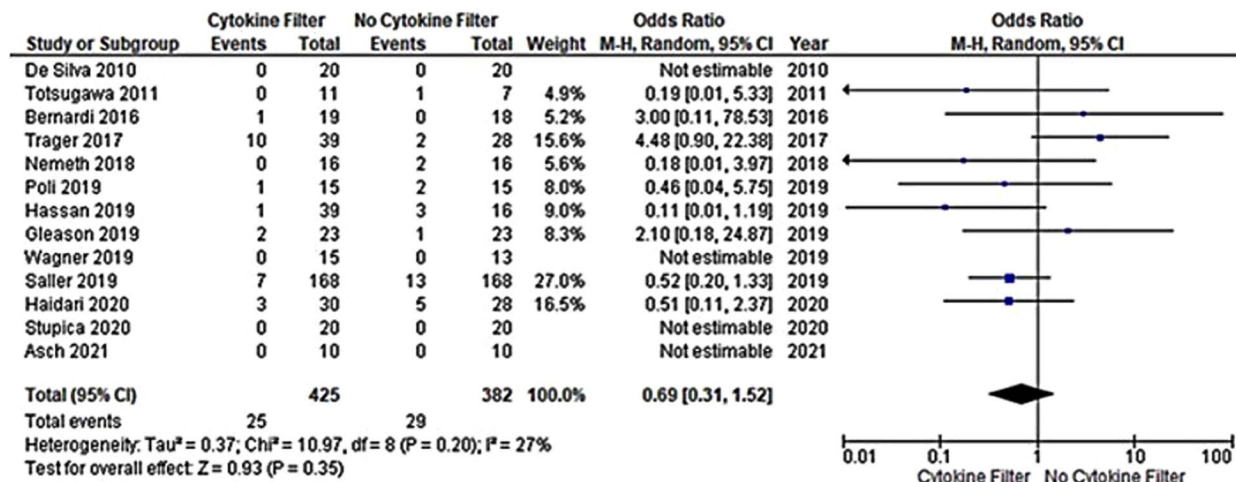 Cytokine Filter No Cytokine Filter Odds Ratio Odds Ratio
Study or Subgroup Events Total Events Total Weight M-H, Random, 95% CI Year M-H, Random, 95% CI
De Silva 2010 0 20 0 20 Not estimable 2010
Totsugawa 2011 0 11 1 7 4.9% 0.19 [0.01, 5.33] 2011
Bernardi 2016 1 19 0 18 5.2% 3.00 [0.11, 78.53] 2016
Trager 2017 10 39 2 28 15.6% 4.48 [0.90, 22.38] 2017
Nemeth 2018 0 16 2 16 5.6% 0.18 [0.01, 3.97] 2018
Poli 2019 1 15 2 15 8.0% 0.46 [0.04, 5.75] 2019
Hassan 2019 1 39 3 16 9.0% 0.11 [0.01, 1.19] 2019
Gleason 2019 2 23 1 23 8.3% 2.10 [0.18, 24.87] 2019
Wagner 2019 0 15 0 13 Not estimable 2019
Saller 2019 7 168 13 168 27.0% 0.52 [0.20, 1.33] 2019
Haidari 2020 3 30 5 28 16.5% 0.51 [0.11, 2.37] 2020
Stupica 2020 0 20 0 20 Not estimable 2020
Asch 2021 0 10 0 10 Not estimable 2021
Total (95% CI) 425 382 100.0% 0.69 [0.31, 1.52]
Total events 25 29
Heterogeneity: Tau² = 0.37; Chi² = 10.97, df = 8 (P = 0.20); I² = 27%
Test for overall effect: Z = 0.93 (P = 0.35)
0.01 0.1 1 10 100
Cytokine Filter No Cytokine Filter